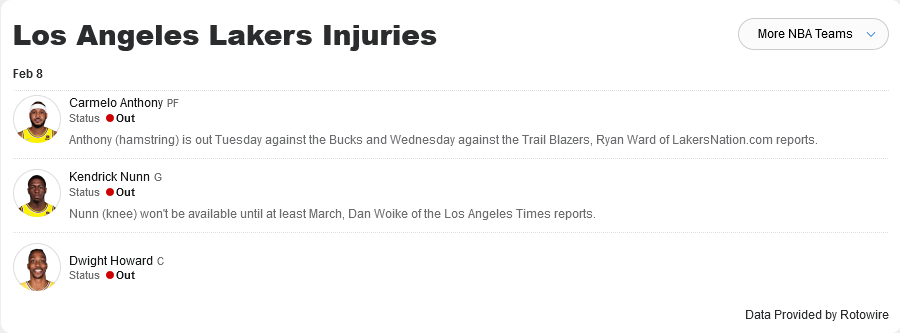 Los Angeles Lakers Injuries
More NBA Teams
Feb 8
Carmelo Anthony PF
Status Out
Anthony (hamstring) is out Tuesday against the Bucks and Wednesday against the Trail Blazers, Ryan Ward of LakersNation.com reports.
Kendrick Nunn G
Status Out
Nunn (knee) won't be available until at least March, Dan Woike of the Los Angeles Times reports.
Dwight Howard C
Status Out
Data Provided by Rotowire